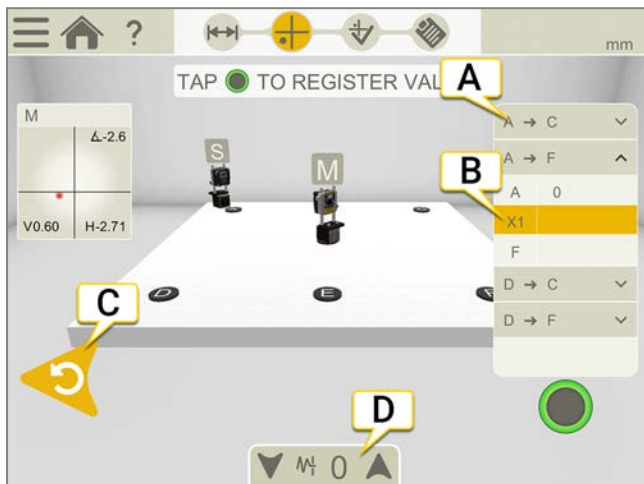 ?
mm
TAP TO REGISTER VAL
A
A → C
M
∡-2.6
V0.60 H-2.71
S
M
A → F
B
A 0
X1
F
D → C
D → F
C
D
E
F
D
0